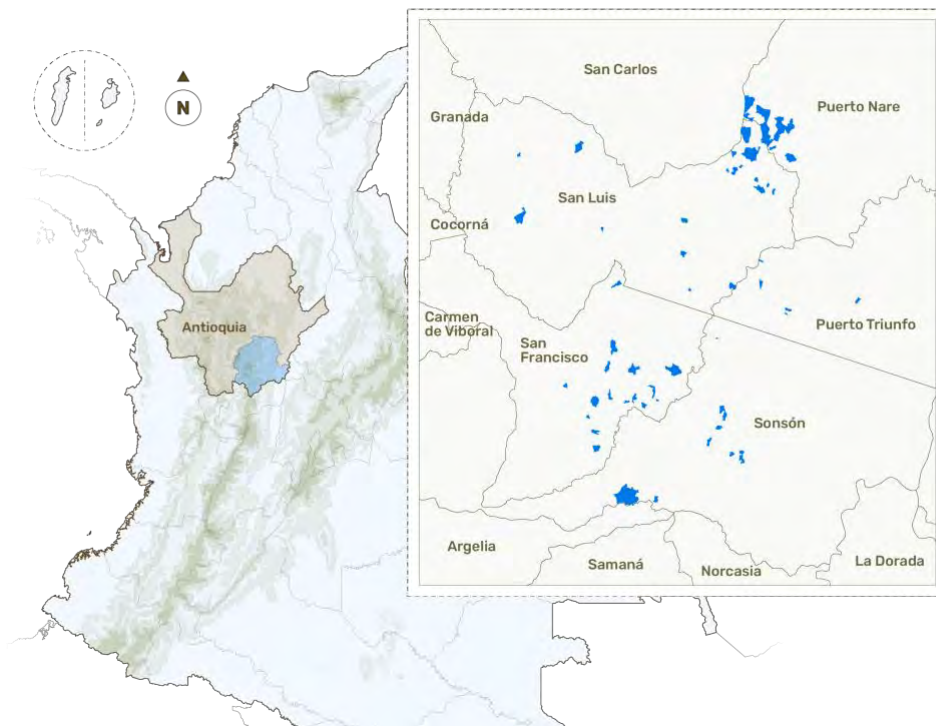 N
Antioquia
San Carlos
Puerto Nare
Granada
San Luis
Cocorná
Carmen
de Viboral
San
Francisco
Puerto Triunfo
Sonsón
Argelia
Samaná
Norcasia
La Dorada